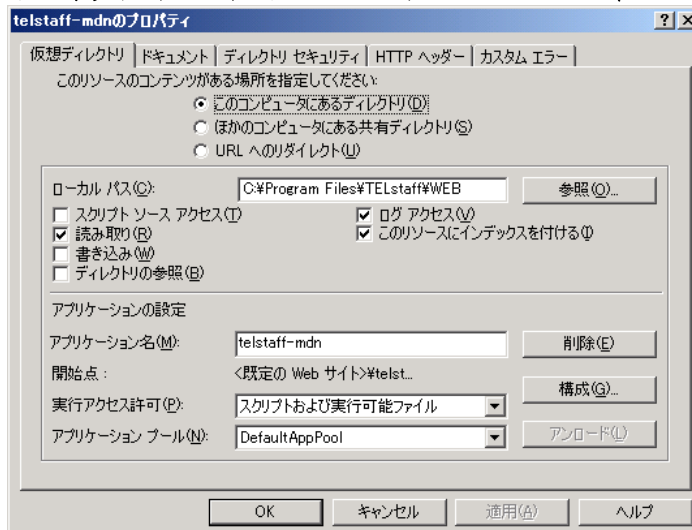 telstaff-mdnのプロパティ ? ×
仮想ディレクトリ ドキュメント ディレクトリ セキュリティ HTTP ヘッダー カスタム エラー
このリソースのコンテンツがある場所を指定してください:
このコンピュータにあるディレクトリ(D)
ほかのコンピュータにある共有ディレクトリ(S)
URL へのリダイレクト(U)
ローカル パス(C): C:¥Program Files¥TELstaff¥WEB 参照(O)...
スクリプト ソース アクセス(T) ログ アクセス(V)
読み取り(R) このリソースにインデックスを付ける(I)
書き込み(W)
ディレクトリの参照(B)
アプリケーションの設定
アプリケーション名(M): telstaff-mdn 削除(E)
開始点: <既定の Web サイト>¥telst...
構成(G)...
実行アクセス許可(P): スクリプトおよび実行可能ファイル
アプリケーション プール(N): DefaultAppPool アンロード(L)
OK キャンセル 適用(A) ヘルプ